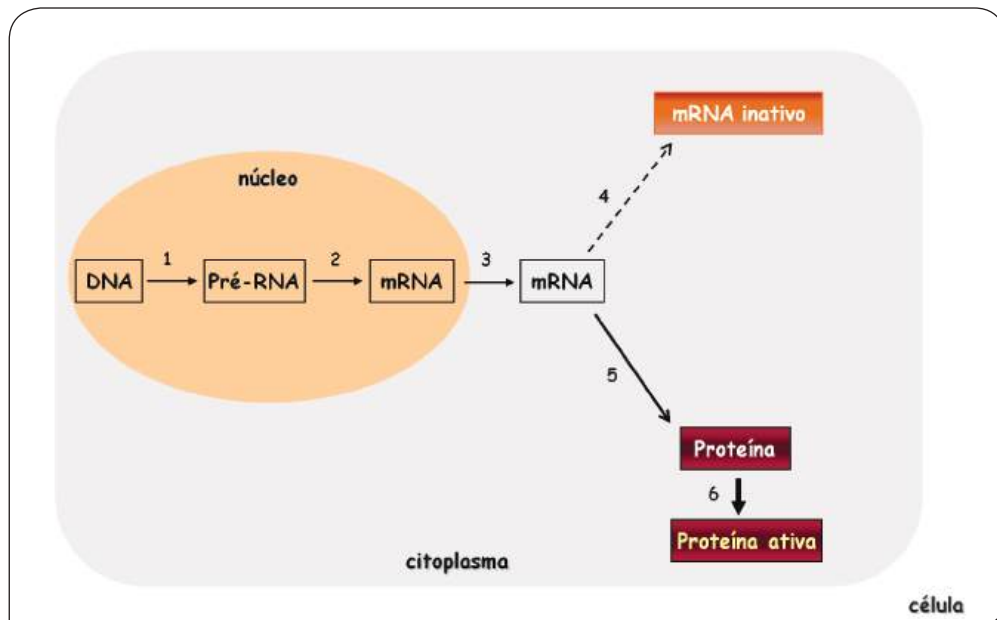 mRNA inativo
núcleo
4
1
2
3
DNA
Pré-RNA
mRNA
mRNA
5
Proteína
6
Proteína ativa
citoplasma
célula